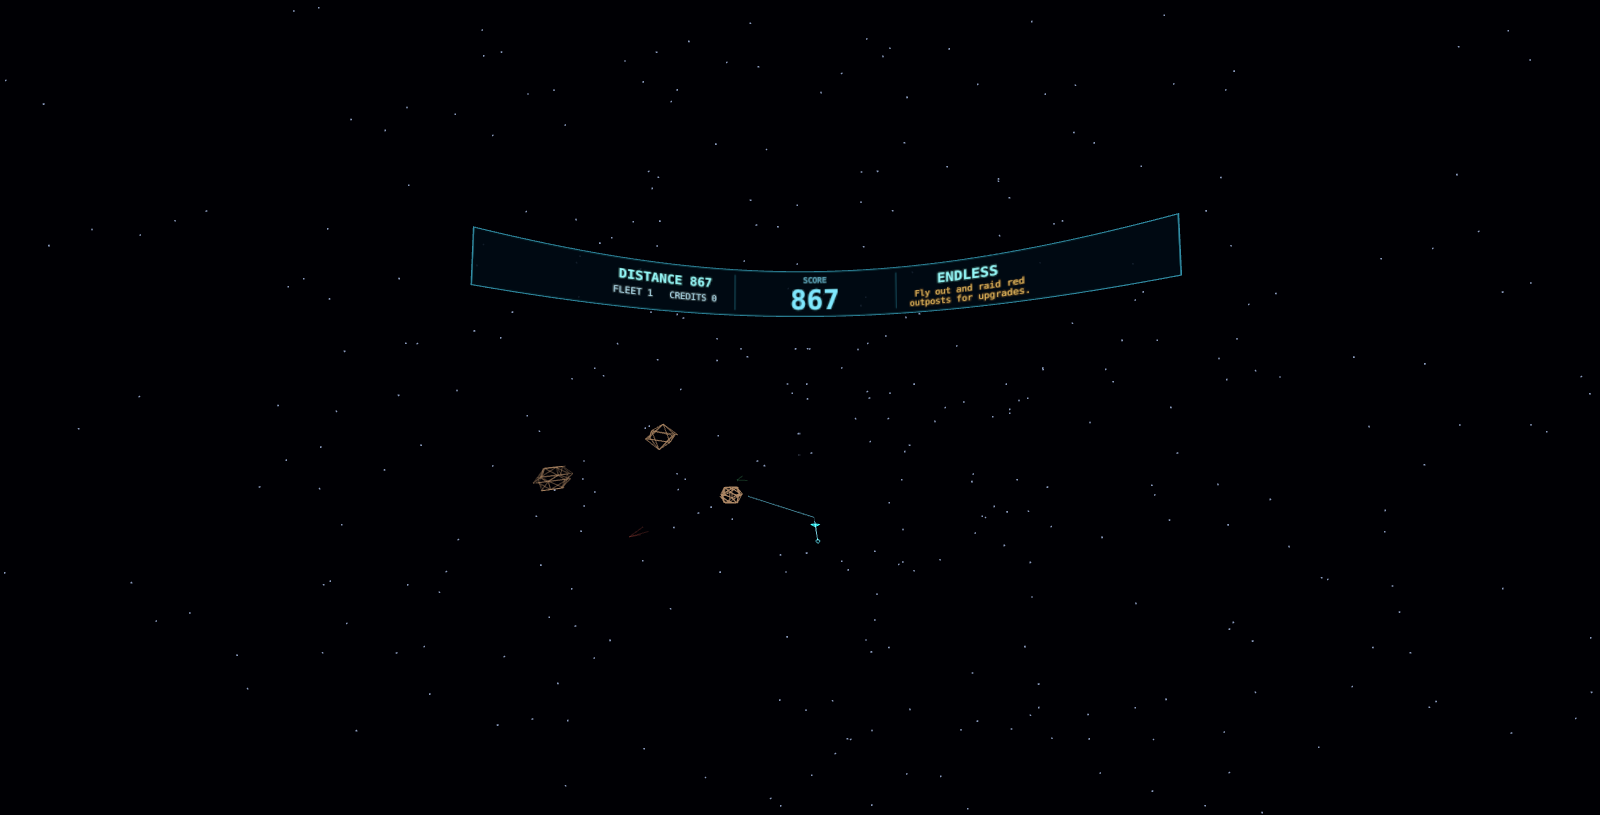 DISTANCE 867
FLEET 1 CREDITS 0
SCORE
867
ENDLESS
Fly out and raid red
outposts for upgrades.